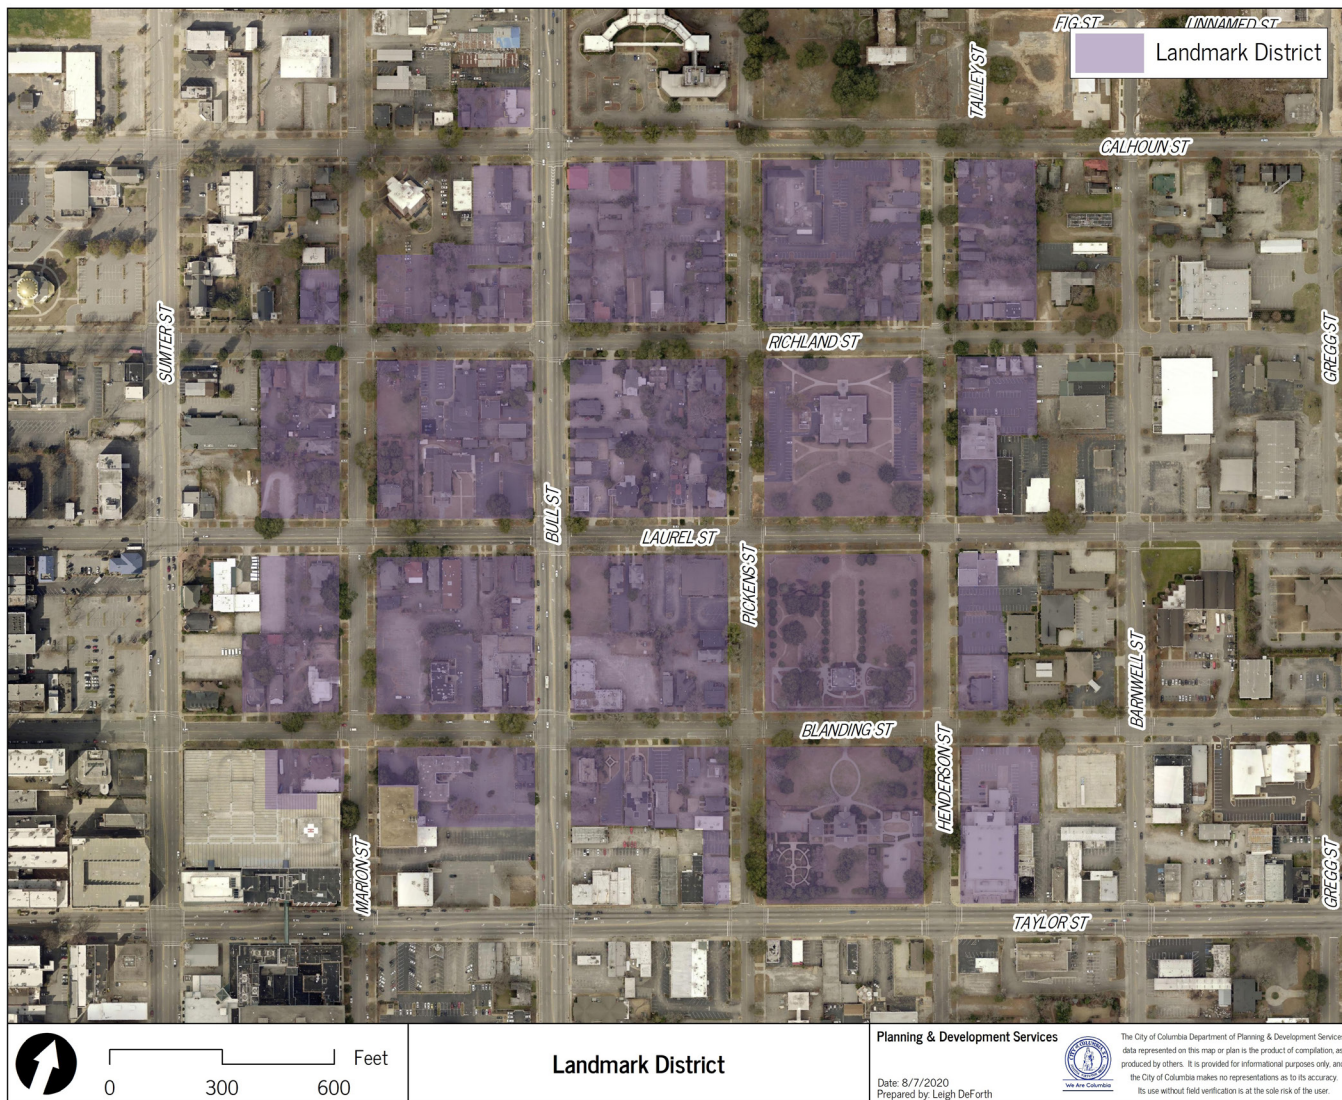 FIG ST
UNNAMED ST
Landmark District
TALLEY ST
CALHOUN ST
SUMTER ST
RICHLAND ST
GREGG ST
BULL ST
LAUREL ST
PICKENS ST
BARNWELL ST
BLANDING ST
HENDERSON ST
MARION ST
GREGG ST
TAYLOR ST
Feet
0 300 600
Landmark District
Planning & Development Services
Date: 8/7/2020
Prepared by: Leigh DeForth
We Are Columbia
The City of Columbia Department of Planning & Development Services
data represented on this map or plan is the product of compilation, as
produced by others. It is provided for informational purposes only, and
the City of Columbia makes no representations as to its accuracy.
Its use without field verification is at the sole risk of the user.